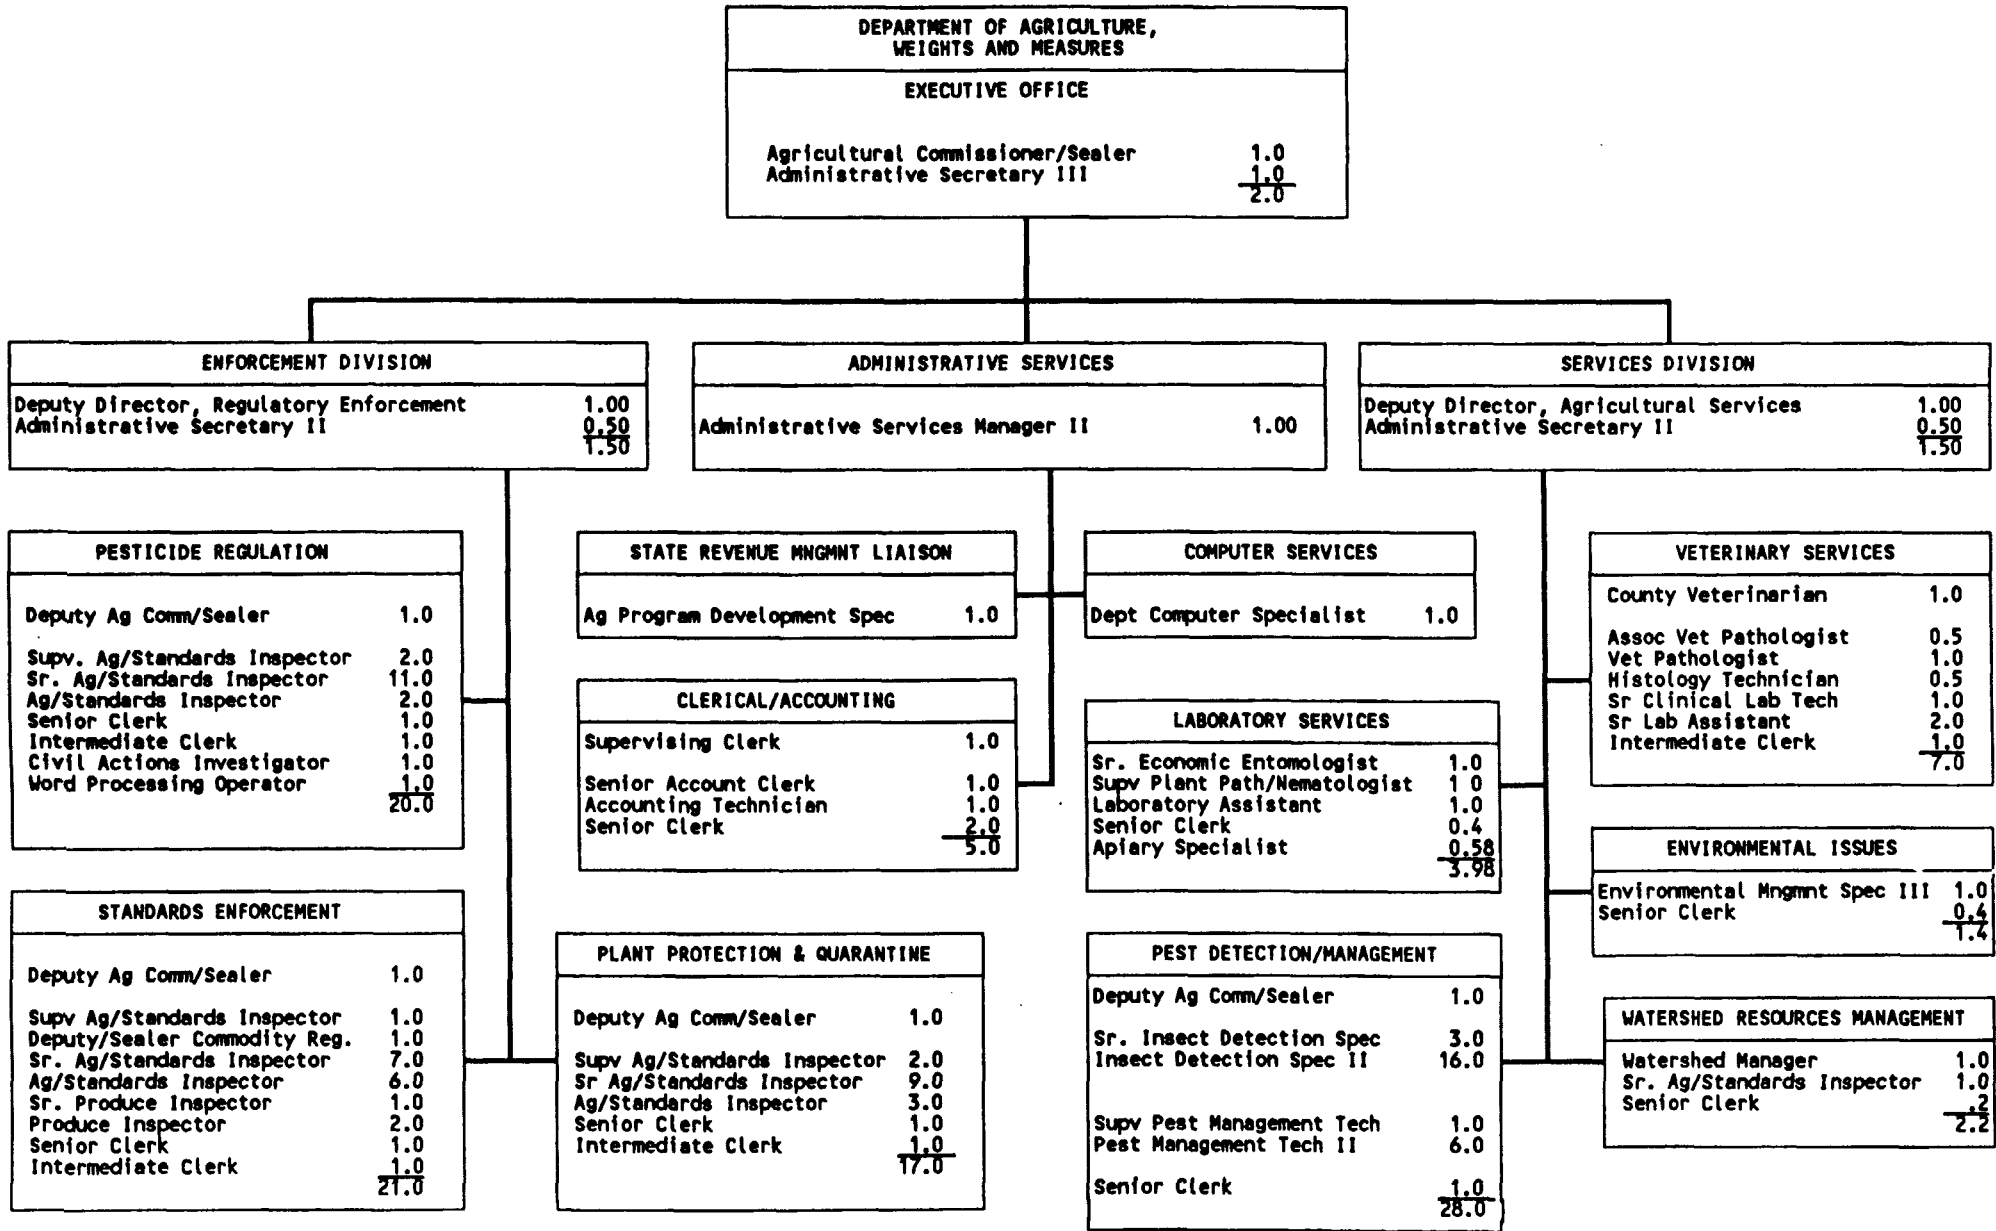 DEPARTMENT OF AGRICULTURE,
WEIGHTS AND MEASURES
EXECUTIVE OFFICE
Agricultural Commissioner/Sealer 1.0
Administrative Secretary III 1.0
2.0
ENFORCEMENT DIVISION
Deputy Director, Regulatory Enforcement 1.00
Administrative Secretary II 0.50
1.50
ADMINISTRATIVE SERVICES
Administrative Services Manager II 1.00
SERVICES DIVISION
Deputy Director, Agricultural Services 1.00
Administrative Secretary II 0.50
1.50
PESTICIDE REGULATION
Deputy Ag Comm/Sealer 1.0
Supv. Ag/Standards Inspector 2.0
Sr. Ag/Standards Inspector 11.0
Ag/Standards Inspector 2.0
Senior Clerk 1.0
Intermediate Clerk 1.0
Civil Actions Investigator 1.0
Word Processing Operator 1.0
20.0
STATE REVENUE MNGMNT LIAISON
Ag Program Development Spec 1.0
COMPUTER SERVICES
Dept Computer Specialist 1.0
VETERINARY SERVICES
County Veterinarian 1.0
Assoc Vet Pathologist 0.5
Vet Pathologist 1.0
Histology Technician 0.5
Sr Clinical Lab Tech 1.0
Sr Lab Assistant 2.0
Intermediate Clerk 1.0
7.0
CLERICAL/ACCOUNTING
Supervising Clerk 1.0
Senior Account Clerk 1.0
Accounting Technician 1.0
Senior Clerk 2.0
5.0
LABORATORY SERVICES
Sr. Economic Entomologist 1.0
Supv Plant Path/Nematologist 1 0
Laboratory Assistant 1.0
Senior Clerk 0.4
Apiary Specialist 0.58
3.98
ENVIRONMENTAL ISSUES
Environmental Mngmnt Spec III 1.0
Senior Clerk 0.4
1.4
STANDARDS ENFORCEMENT
Deputy Ag Comm/Sealer 1.0
Supv Ag/Standards Inspector 1.0
Deputy/Sealer Commodity Reg. 1.0
Sr. Ag/Standards Inspector 7.0
Ag/Standards Inspector 6.0
Sr. Produce Inspector 1.0
Produce Inspector 2.0
Senior Clerk 1.0
Intermediate Clerk 1.0
21.0
PLANT PROTECTION & QUARANTINE
Deputy Ag Comm/Sealer 1.0
Supv Ag/Standards Inspector 2.0
Sr Ag/Standards Inspector 9.0
Ag/Standards Inspector 3.0
Senior Clerk 1.0
Intermediate Clerk 1.0
17.0
PEST DETECTION/MANAGEMENT
Deputy Ag Comm/Sealer 1.0
Sr. Insect Detection Spec 3.0
Insect Detection Spec II 16.0
Supv Pest Management Tech 1.0
Pest Management Tech II 6.0
Senior Clerk 1.0
28.0
WATERSHED RESOURCES MANAGEMENT
Watershed Manager 1.0
Sr. Ag/Standards Inspector 1.0
Senior Clerk .2
2.2